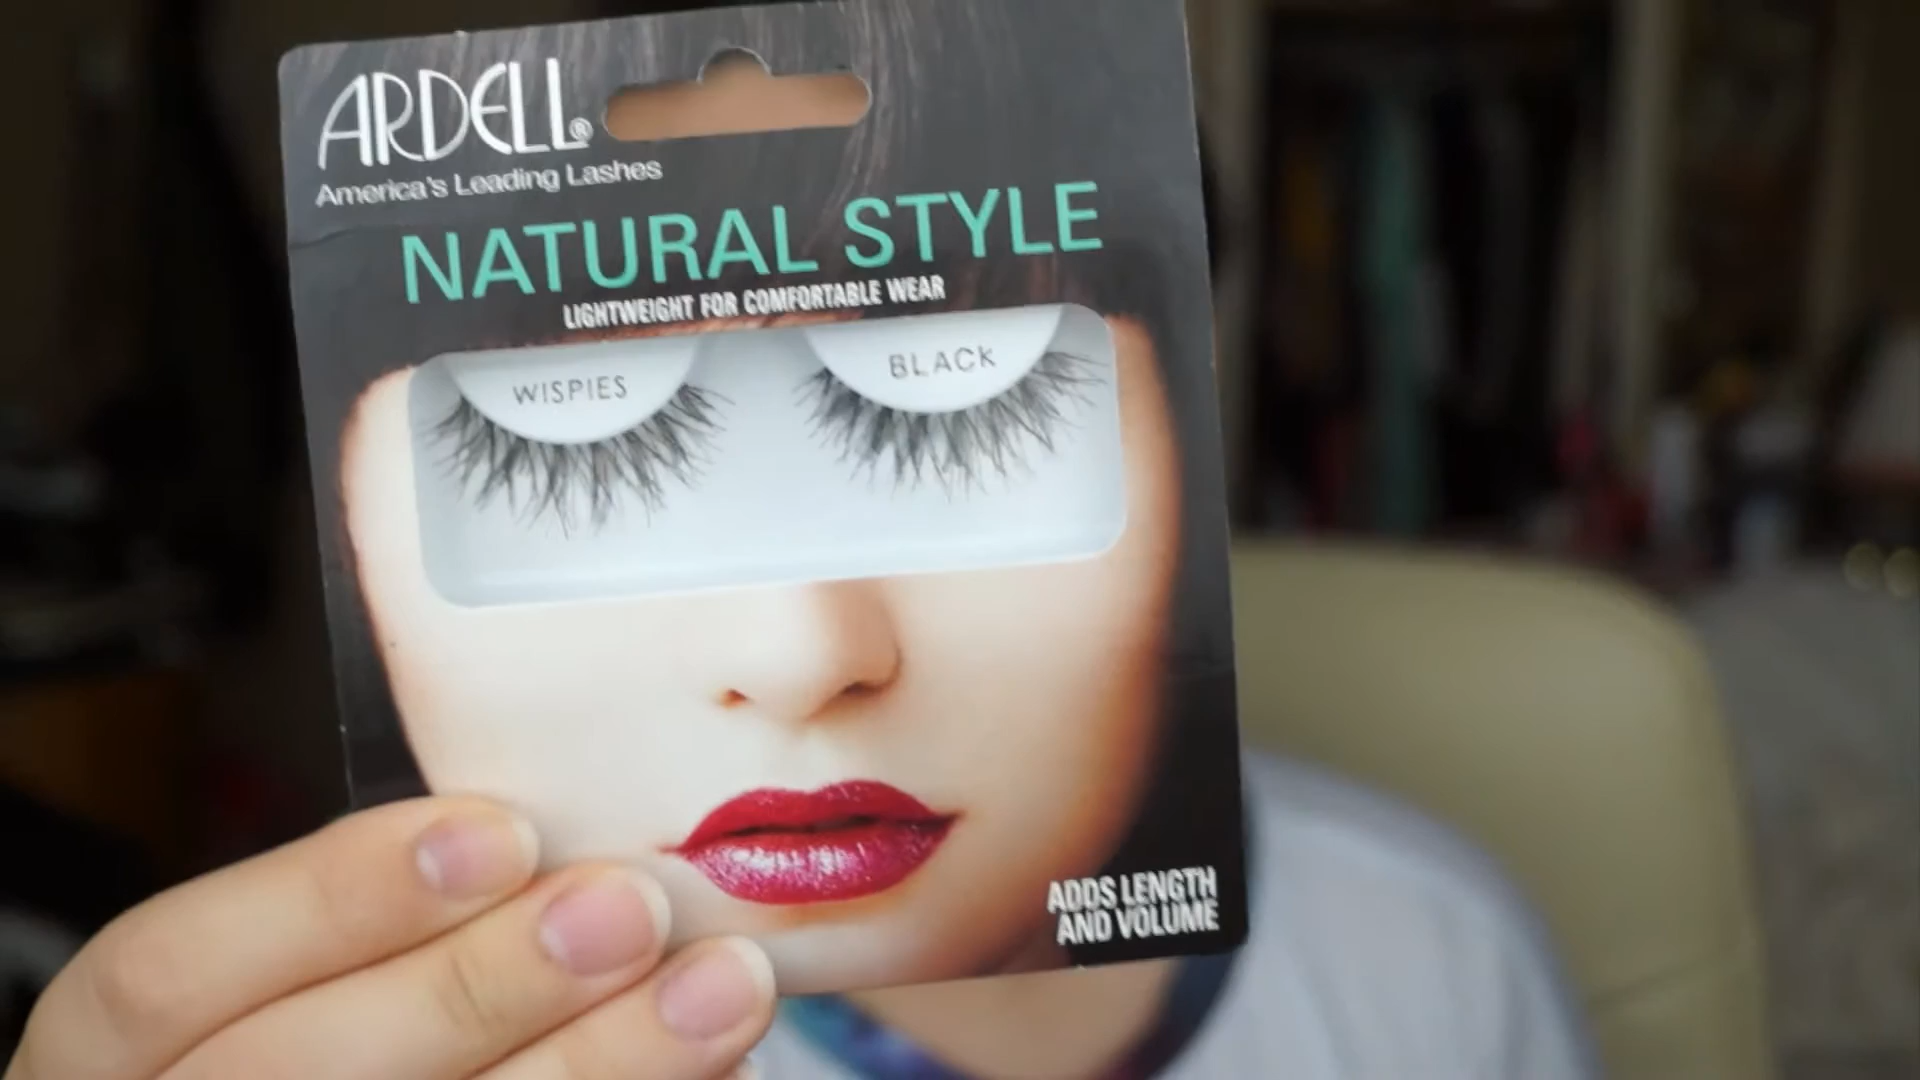 ARDELL®
America's Leading Lashes
NATURAL STYLE
LIGHTWEIGHT FOR COMFORTABLE WEAR
WISPIES
BLACK
ADDS LENGTH
AND VOLUME